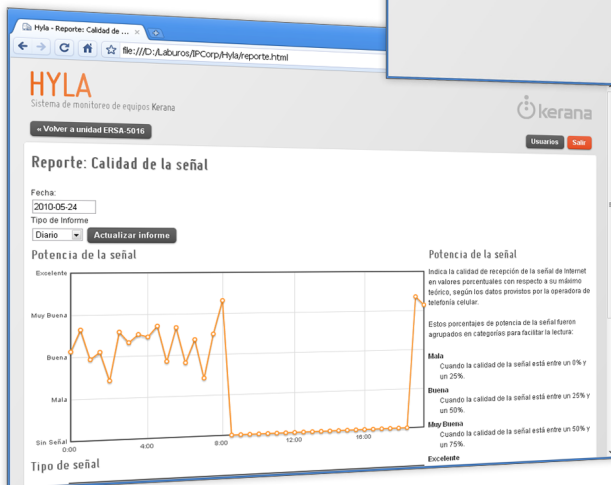 Hyla - Reporte: Calidad de ...
file:///D:/Laburos/IPCorp/Hyla/reporte.html
HYLA
Sistema de monitoreo de equipos Kerana
kerana
« Volver a unidad ERSA-5016
Usuarios
Salir
Reporte: Calidad de la señal
Fecha:
2010-05-24
Tipo de Informe
Diario
Actualizar informe
Potencia de la señal
Excelente
Muy Buena
Buena
Mala
Sin Señal
0:00
4:00
8:00
12:00
16:00
Tipo de señal
Potencia de la señal
Indica la calidad de recepción de la señal de Internet
en valores porcentuales con respecto a su máximo
teórico, según los datos provistos por la operadora de
telefonía celular.
Estos porcentajes de potencia de la señal fueron
agrupados en categorías para facilitar la lectura:
Mala
Cuando la calidad de la señal está entre un 0% y
un 25%.
Buena
Cuando la calidad de la señal está entre un 25% y
un 50%.
Muy Buena
Cuando la calidad de la señal está entre un 50% y
un 75%.
Excelente